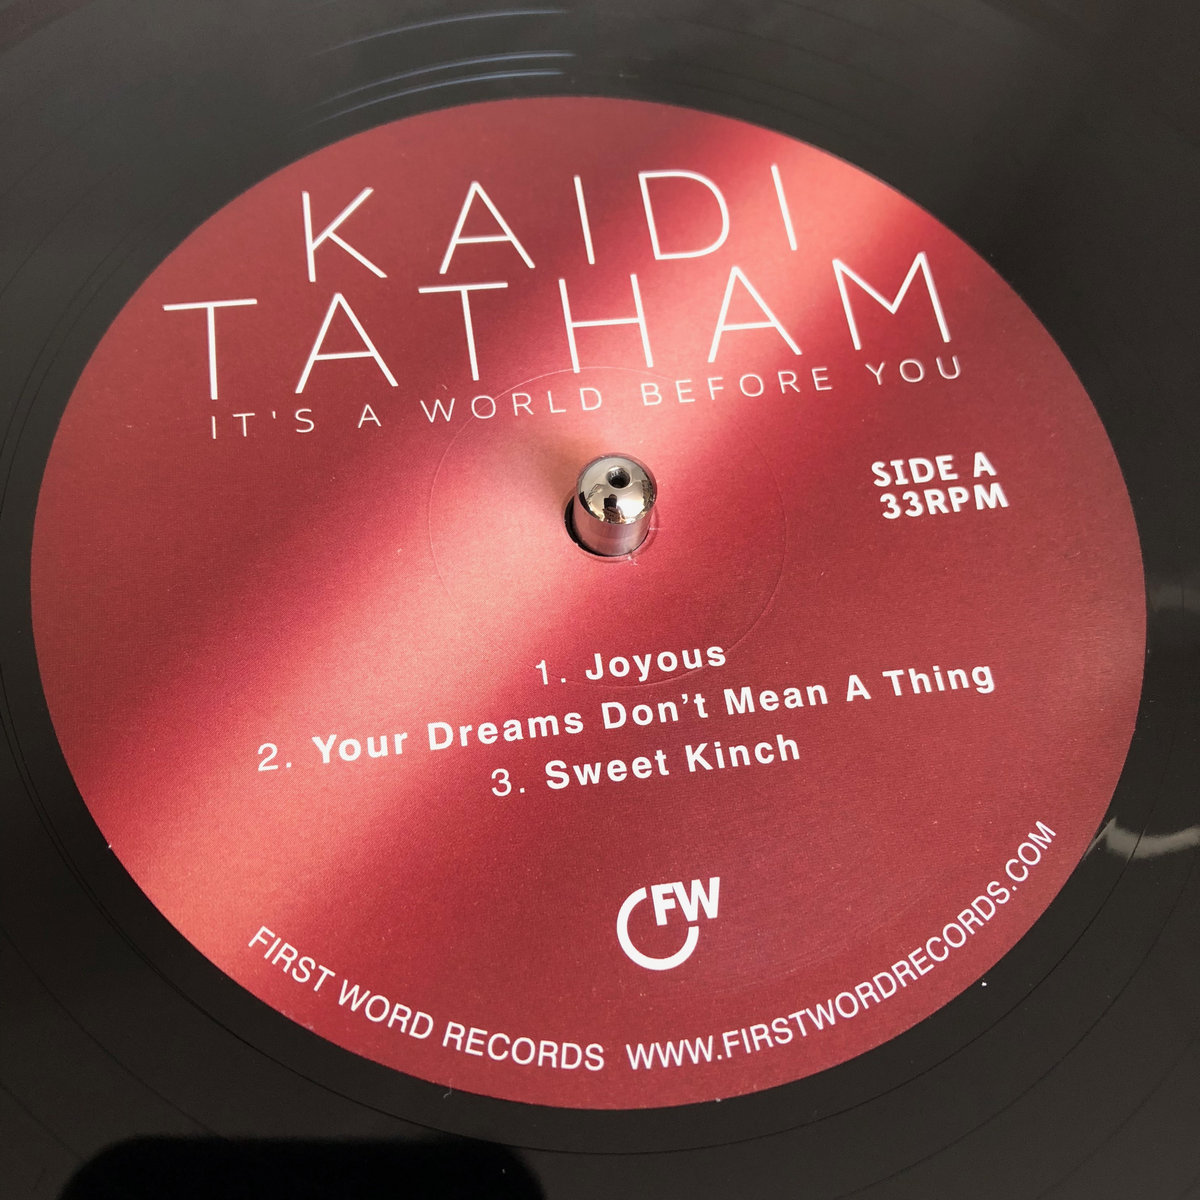 KAIDI
TATHAM
IT'S A WORLD BEFORE YOU
SIDE A
33RPM
1. Joyous
2. Your Dreams Don't Mean A Thing
3. Sweet Kinch
FW
FIRST WORD RECORDS WWW.FIRSTWORDRECORDS.COM